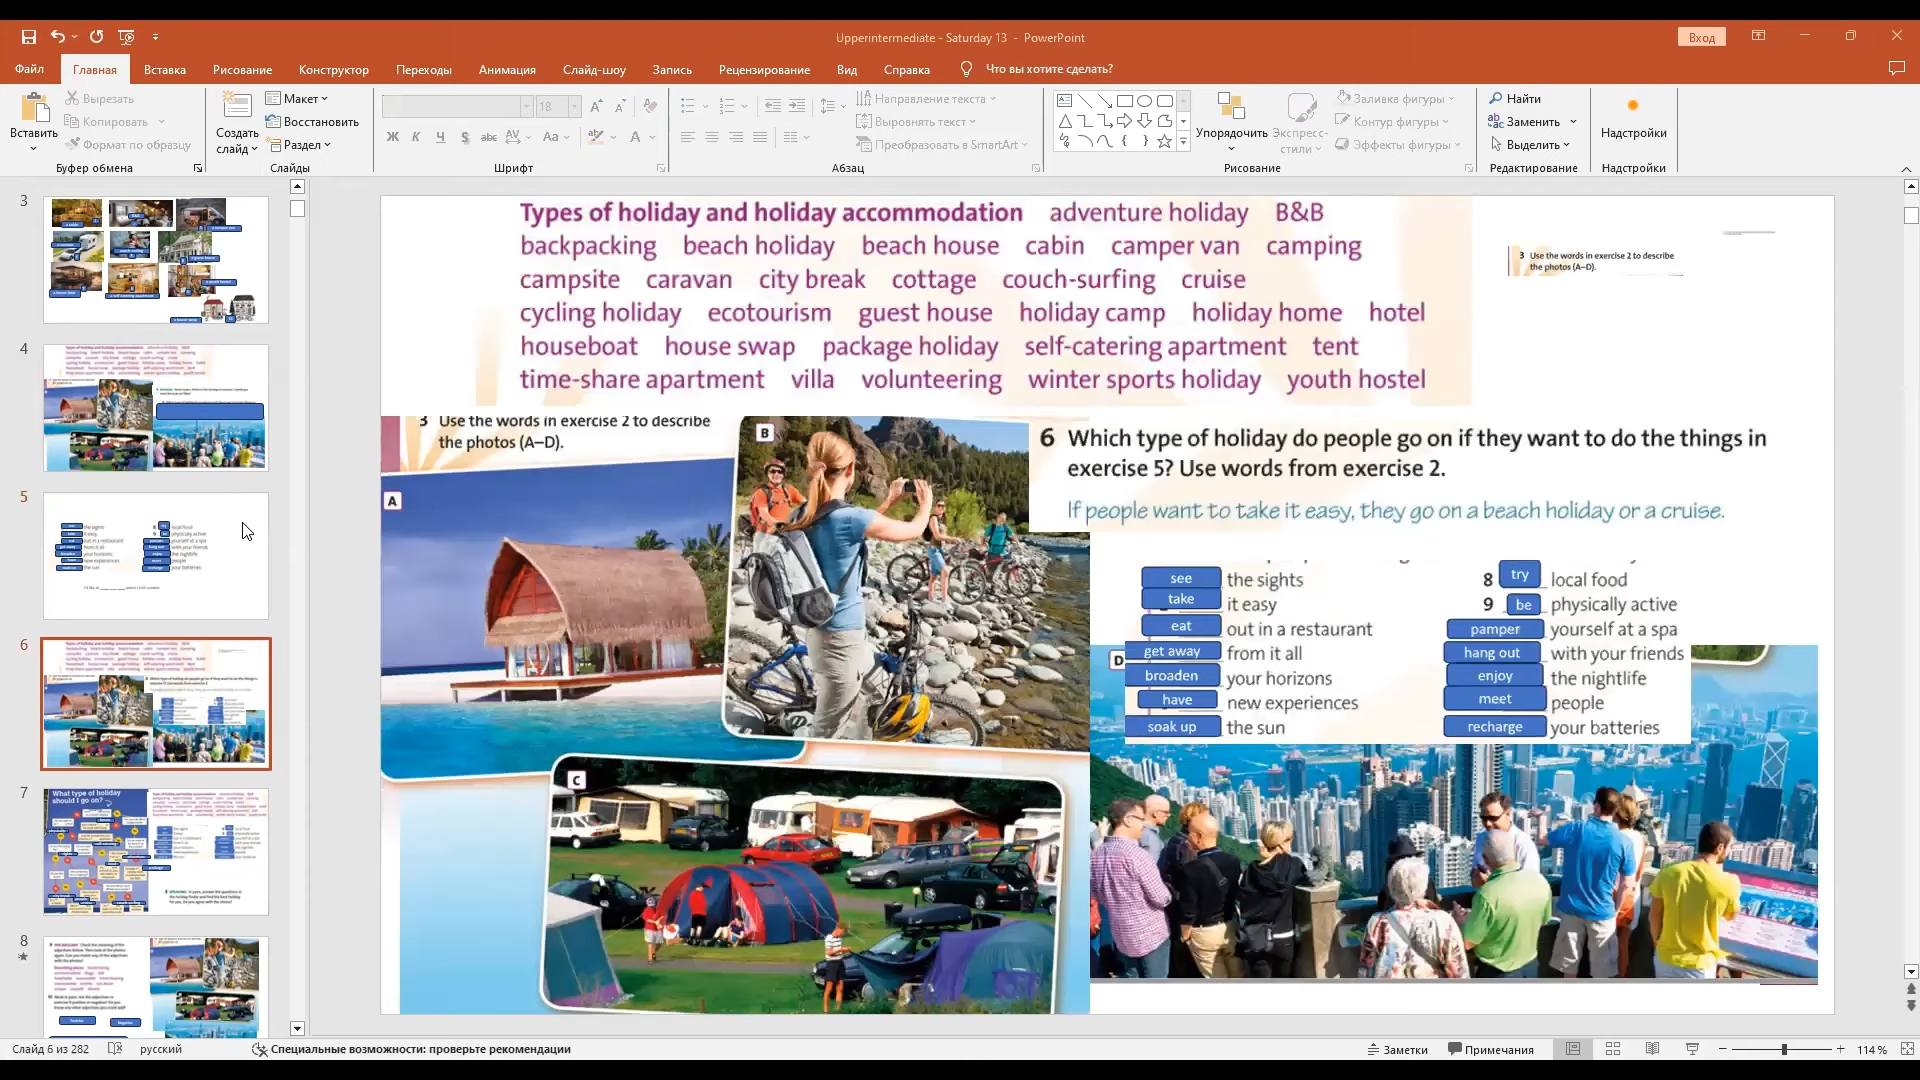 Upperintermediate - Saturday 13 - PowerPoint
Вход
Файл Главная Вставка Рисование Конструктор Переходы Анимация Слайд-шоу Запись Рецензирование Вид Справка Что вы хотите сделать?
Вставить
Вырезать
Копировать
Формат по образцу
Буфер обмена
Создать слайд
Макет
Восстановить
Раздел
Слайды
18
Шрифт
Направление текста
Выровнять текст
Преобразовать в SmartArt
Абзац
Упорядочить
Экспресс-стили
Заливка фигуры
Контур фигуры
Эффекты фигуры
Рисование
Найти
Заменить
Выделить
Редактирование
Надстройки
Надстройки
3
4
5
6
7
8
What type of holiday
should I go on?
Types of holiday and holiday accommodation adventure holiday B&B
backpacking beach holiday beach house cabin camper van camping
campsite caravan city break cottage couch-surfing cruise
cycling holiday ecotourism guest house holiday camp holiday home hotel
houseboat house swap package holiday self-catering apartment tent
time-share apartment villa volunteering winter sports holiday youth hostel
3 Use the words in exercise 2 to describe
the photos (A–D).
3 Use the words in exercise 2 to describe
the photos (A–D).
A
B
C
D
6 Which type of holiday do people go on if they want to do the things in
exercise 5? Use words from exercise 2.
If people want to take it easy, they go on a beach holiday or a cruise.
see the sights
take it easy
eat out in a restaurant
get away from it all
broaden your horizons
have new experiences
soak up the sun
8 try local food
9 be physically active
pamper yourself at a spa
hang out with your friends
enjoy the nightlife
meet people
recharge your batteries
Слайд 6 из 282 русский Специальные возможности: проверьте рекомендации Заметки Примечания 114 %